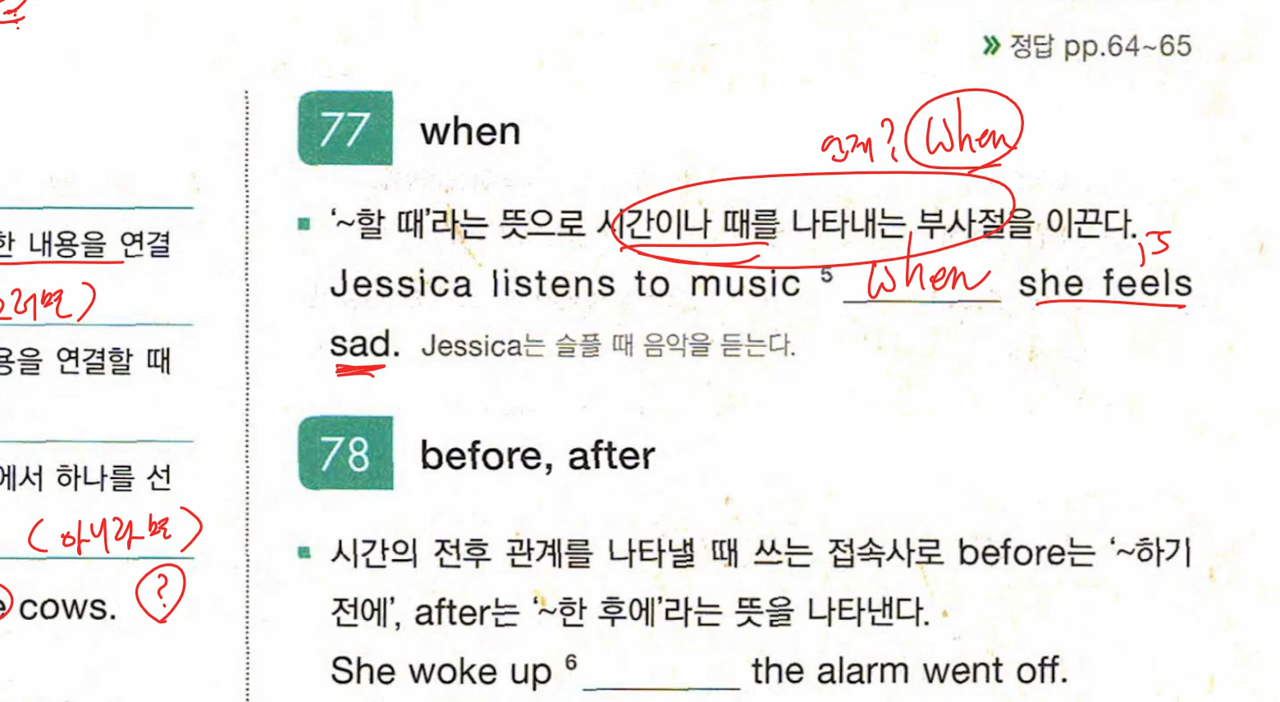 » 정답 pp.64~65
한 내용을 연결
용을 연결할 때
에서 하나를 선
(아니라면)
e cows. ?
77 when
언제? When
'~할 때'라는 뜻으로 시간이나 때를 나타내는 부사절을 이끈다.
is
Jessica listens to music 5 when she feels
sad. Jessica는 슬플 때 음악을 듣는다.
78 before, after
시간의 전후 관계를 나타낼 때 쓰는 접속사로 before는 '~하기
전에', after는 '~한 후에'라는 뜻을 나타낸다.
She woke up 6 ________ the alarm went off.